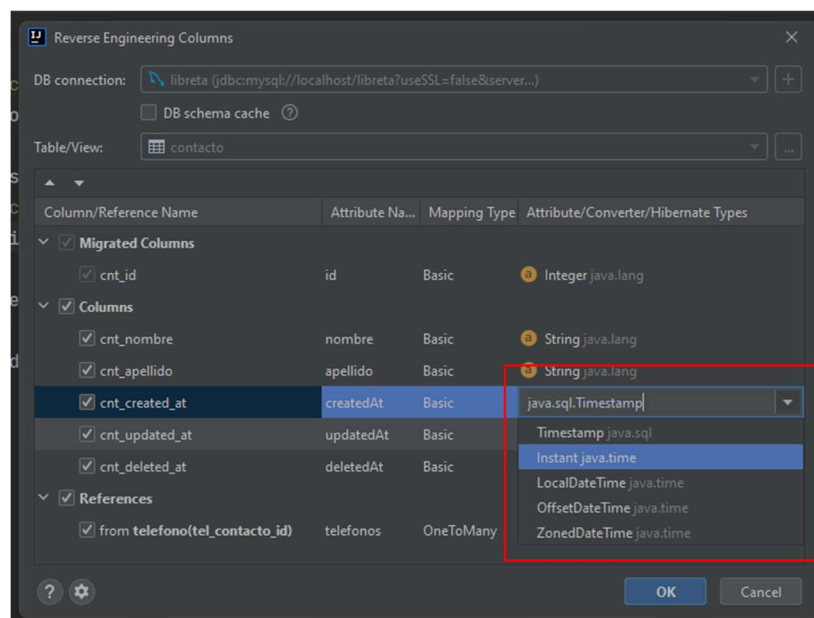 Reverse Engineering Columns
DB connection: libreta (jdbc:mysql://localhost/libreta?useSSL=false&server...)
DB schema cache
Table/View: contacto
Column/Reference Name Attribute Na... Mapping Type Attribute/Converter/Hibernate Types
Migrated Columns
cnt_id id Basic a Integer java.lang
Columns
cnt_nombre nombre Basic a String java.lang
cnt_apellido apellido Basic a String java.lang
cnt_created_at createdAt Basic java.sql.Timestamp
Timestamp java.sql
cnt_updated_at updatedAt Basic
Instant java.time
cnt_deleted_at deletedAt Basic
LocalDateTime java.time
References
OffsetDateTime java.time
from telefono(tel_contacto_id) telefonos OneToMany
ZonedDateTime java.time
? OK Cancel